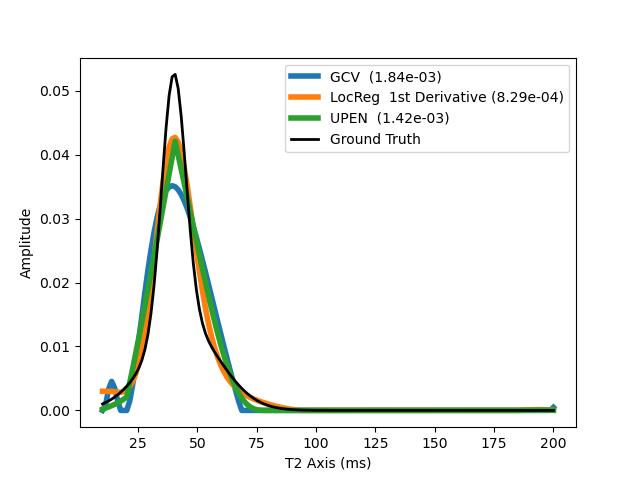 GCV  (1.84e-03)
LocReg  1st Derivative (8.29e-04)
UPEN  (1.42e-03)
Ground Truth
0.05
0.04
0.03
0.02
0.01
0.00
Amplitude
25 50 75 100 125 150 175 200
T2 Axis (ms)